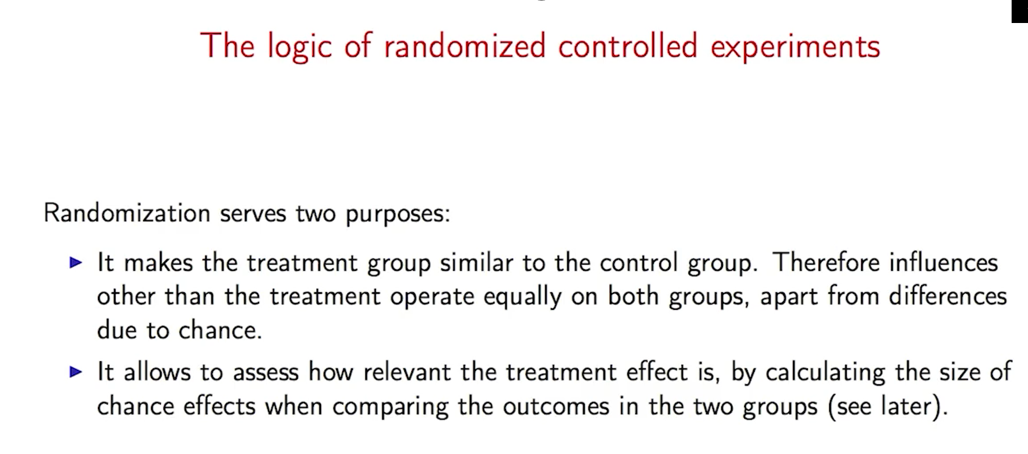 The logic of randomized controlled experiments
Randomization serves two purposes:
It makes the treatment group similar to the control group. Therefore influences
other than the treatment operate equally on both groups, apart from differences
due to chance.
It allows to assess how relevant the treatment effect is, by calculating the size of
chance effects when comparing the outcomes in the two groups (see later).